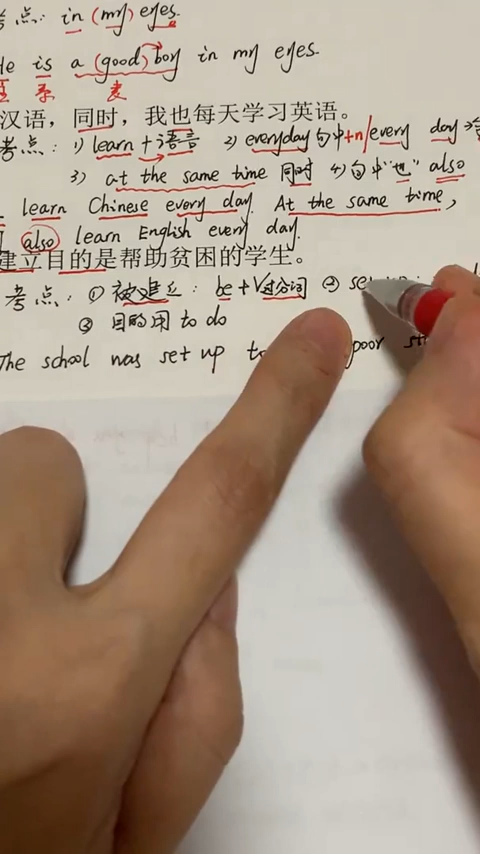 点: in (my) eyes.
He is a (good) boy in my eyes.
主 系 表
汉语，同时，我也每天学习英语。
考点: 1) learn + 语言 2) everyday 句中+n/every day
3) at the same time 同时 4) 句中"也" also
learn Chinese every day. At the same time,
I also learn English every day.
建立目的是帮助贫困的学生。
考点: ① 被动 : be + V过分词 ②
③ 目的用 to do
The school was set up poor